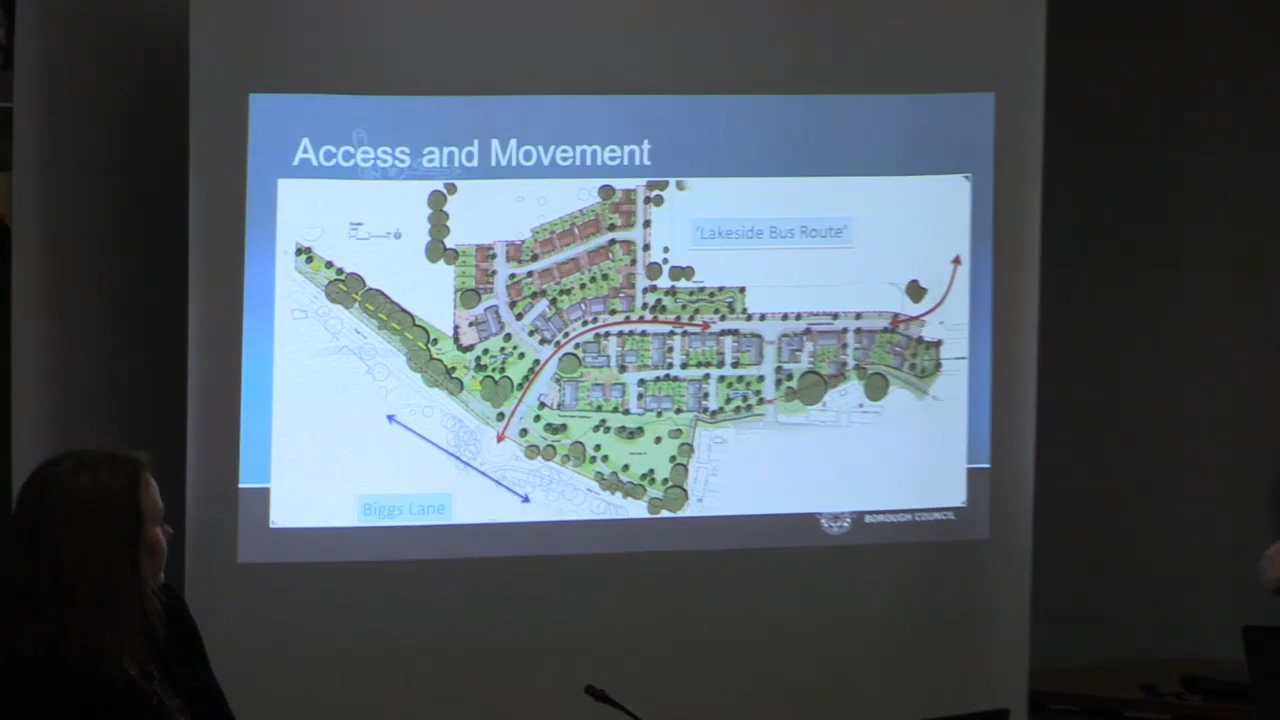 Access and Movement
'Lakeside Bus Route'
Biggs Lane
BOROUGH COUNCIL